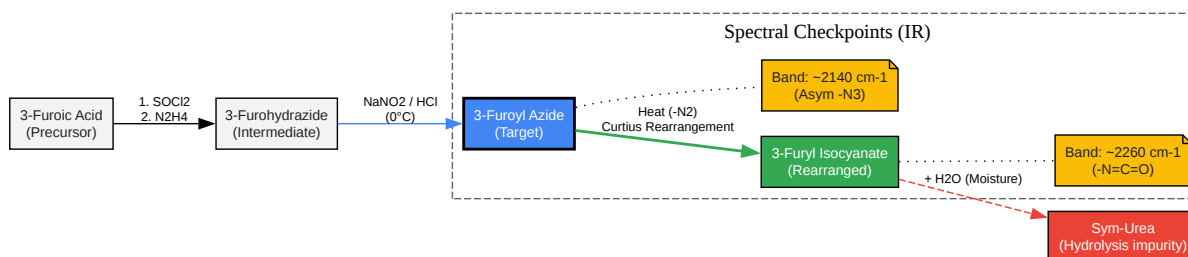 Spectral Checkpoints (IR)
3-Furoic Acid
(Precursor)
1. SOCl2
2. N2H4
3-Furohydrazide
(Intermediate)
NaNO2 / HCl
(0°C)
3-Furoyl Azide
(Target)
Band: ~2140 cm-1
(Asym -N3)
Heat (-N2)
Curtius Rearrangement
3-Furyl Isocyanate
(Rearranged)
Band: ~2260 cm-1
(-N=C=O)
+ H2O (Moisture)
Sym-Urea
(Hydrolysis impurity)